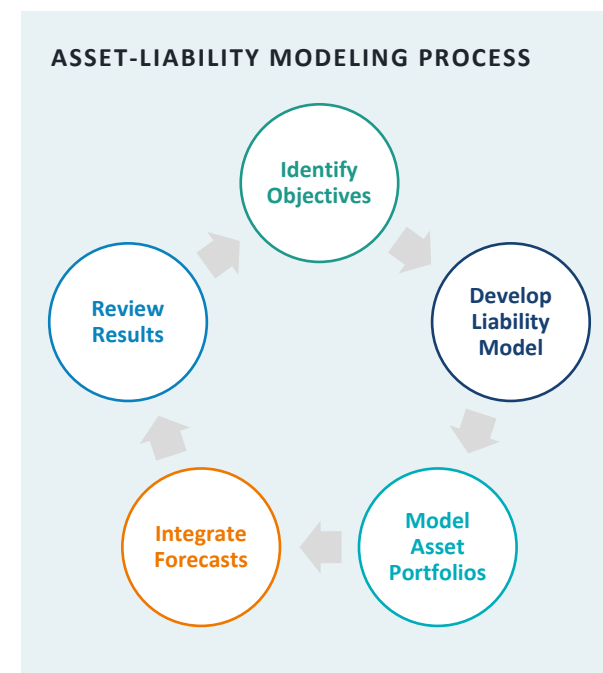 ASSET-LIABILITY MODELING PROCESS
Identify
Objectives
Develop
Liability
Model
Model
Asset
Portfolios
Integrate
Forecasts
Review
Results